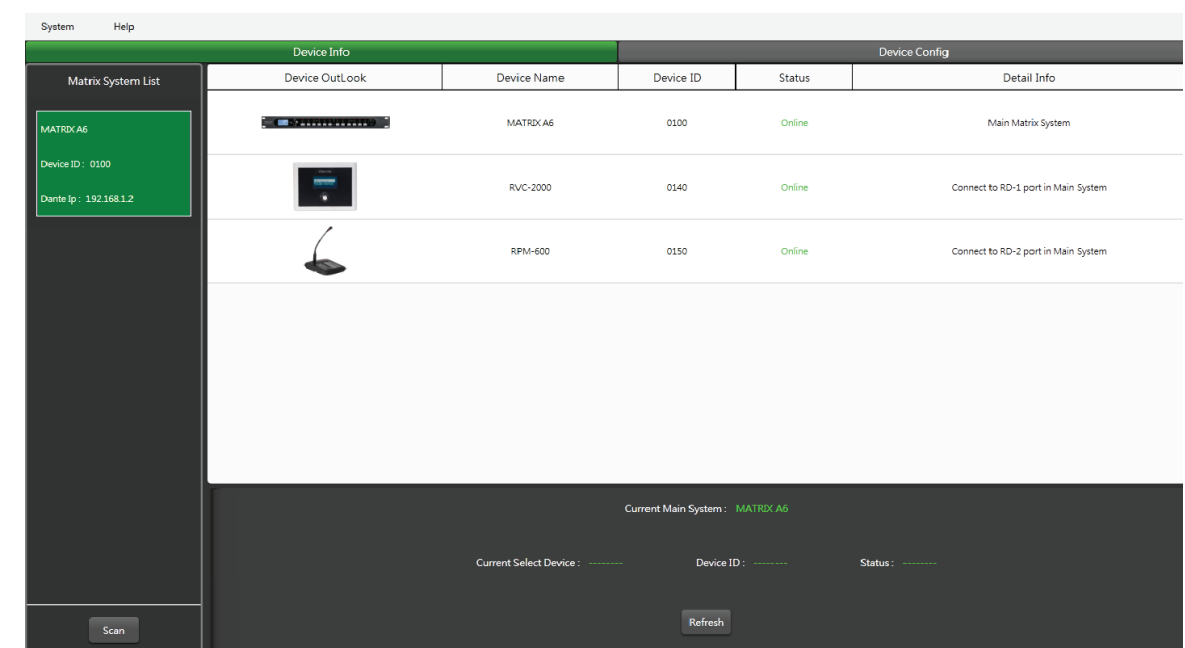 System Help
Device Info Device Config
Matrix System List
Device OutLook Device Name Device ID Status Detail Info
MATRIX A6
Device ID : 0100
Dante Ip : 192.168.1.2
MATRIX A6 0100 Online Main Matrix System
RVC-2000 0140 Online Connect to RD-1 port in Main System
RPM-600 0150 Online Connect to RD-2 port in Main System
Current Main System : MATRIX A6
Current Select Device : -------- Device ID : -------- Status : --------
Scan
Refresh